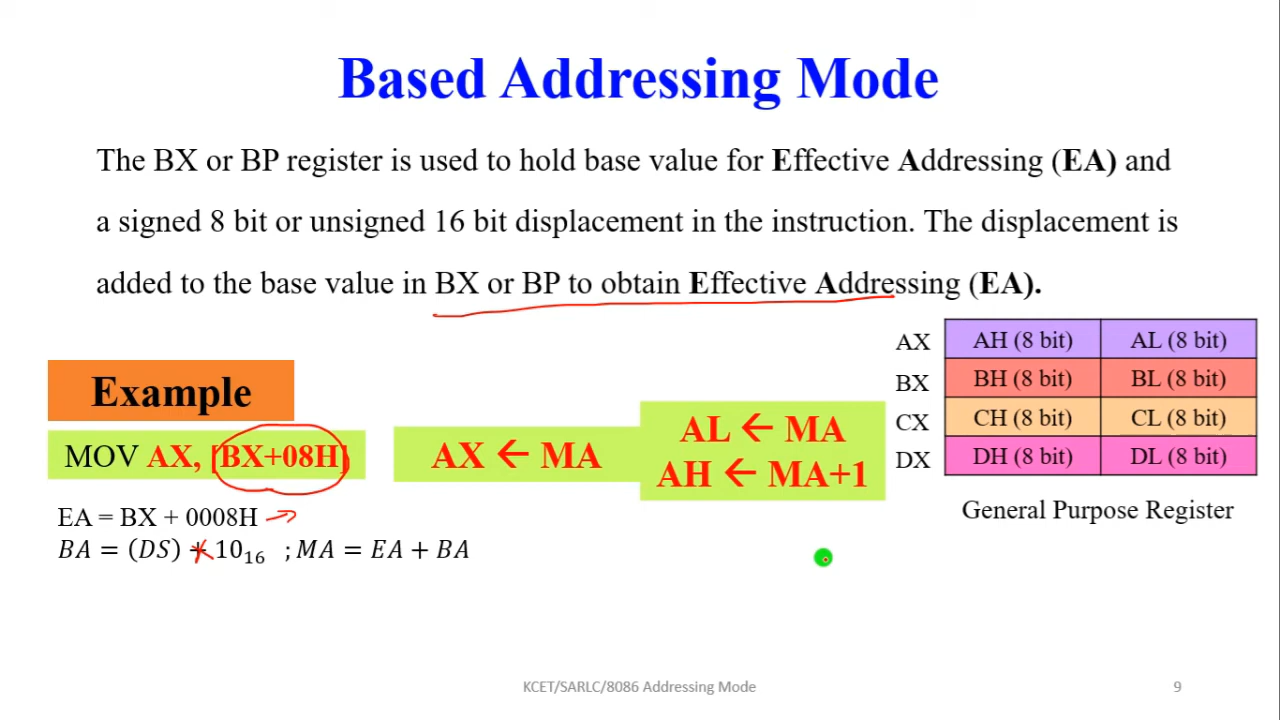 Based Addressing Mode
The BX or BP register is used to hold base value for Effective Addressing (EA) and
a signed 8 bit or unsigned 16 bit displacement in the instruction. The displacement is
added to the base value in BX or BP to obtain Effective Addressing (EA).
Example
MOV AX, [BX+08H]
EA = BX + 0008H →
BA = (DS) × 10₁₆ ; MA = EA + BA
AX ← MA
AL ← MA
AH ← MA+1
AX AH (8 bit) AL (8 bit)
BX BH (8 bit) BL (8 bit)
CX CH (8 bit) CL (8 bit)
DX DH (8 bit) DL (8 bit)
General Purpose Register
KCET/SARLC/8086 Addressing Mode
9